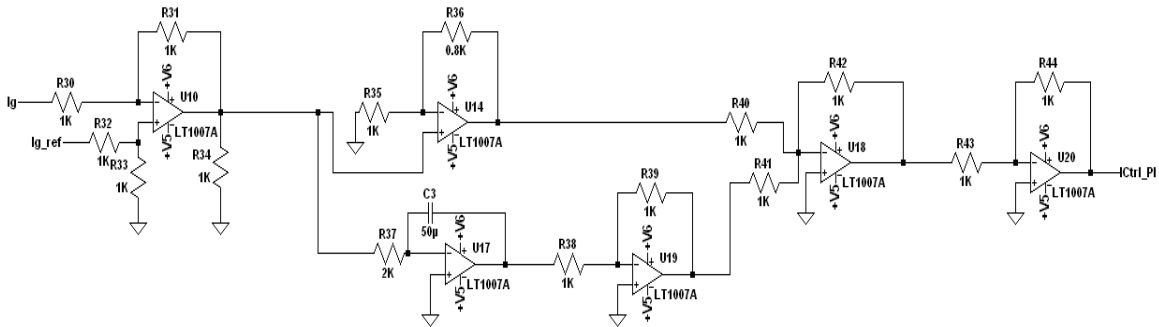 R31
1K
Ig
R30
1K
+V6
U10
R32
Ig_ref
1K
LT1007A
+V5
R33
1K
R34
1K
R36
0.8K
R35
1K
+V6
U14
LT1007A
+V5
C3
50µ
R37
2K
+V6
U17
LT1007A
+V5
R38
1K
R39
1K
+V6
U19
LT1007A
+V5
R40
1K
R41
1K
R42
1K
+V6
U18
LT1007A
+V5
R43
1K
R44
1K
+V6
U20
LT1007A
+V5
ICtrl_PI